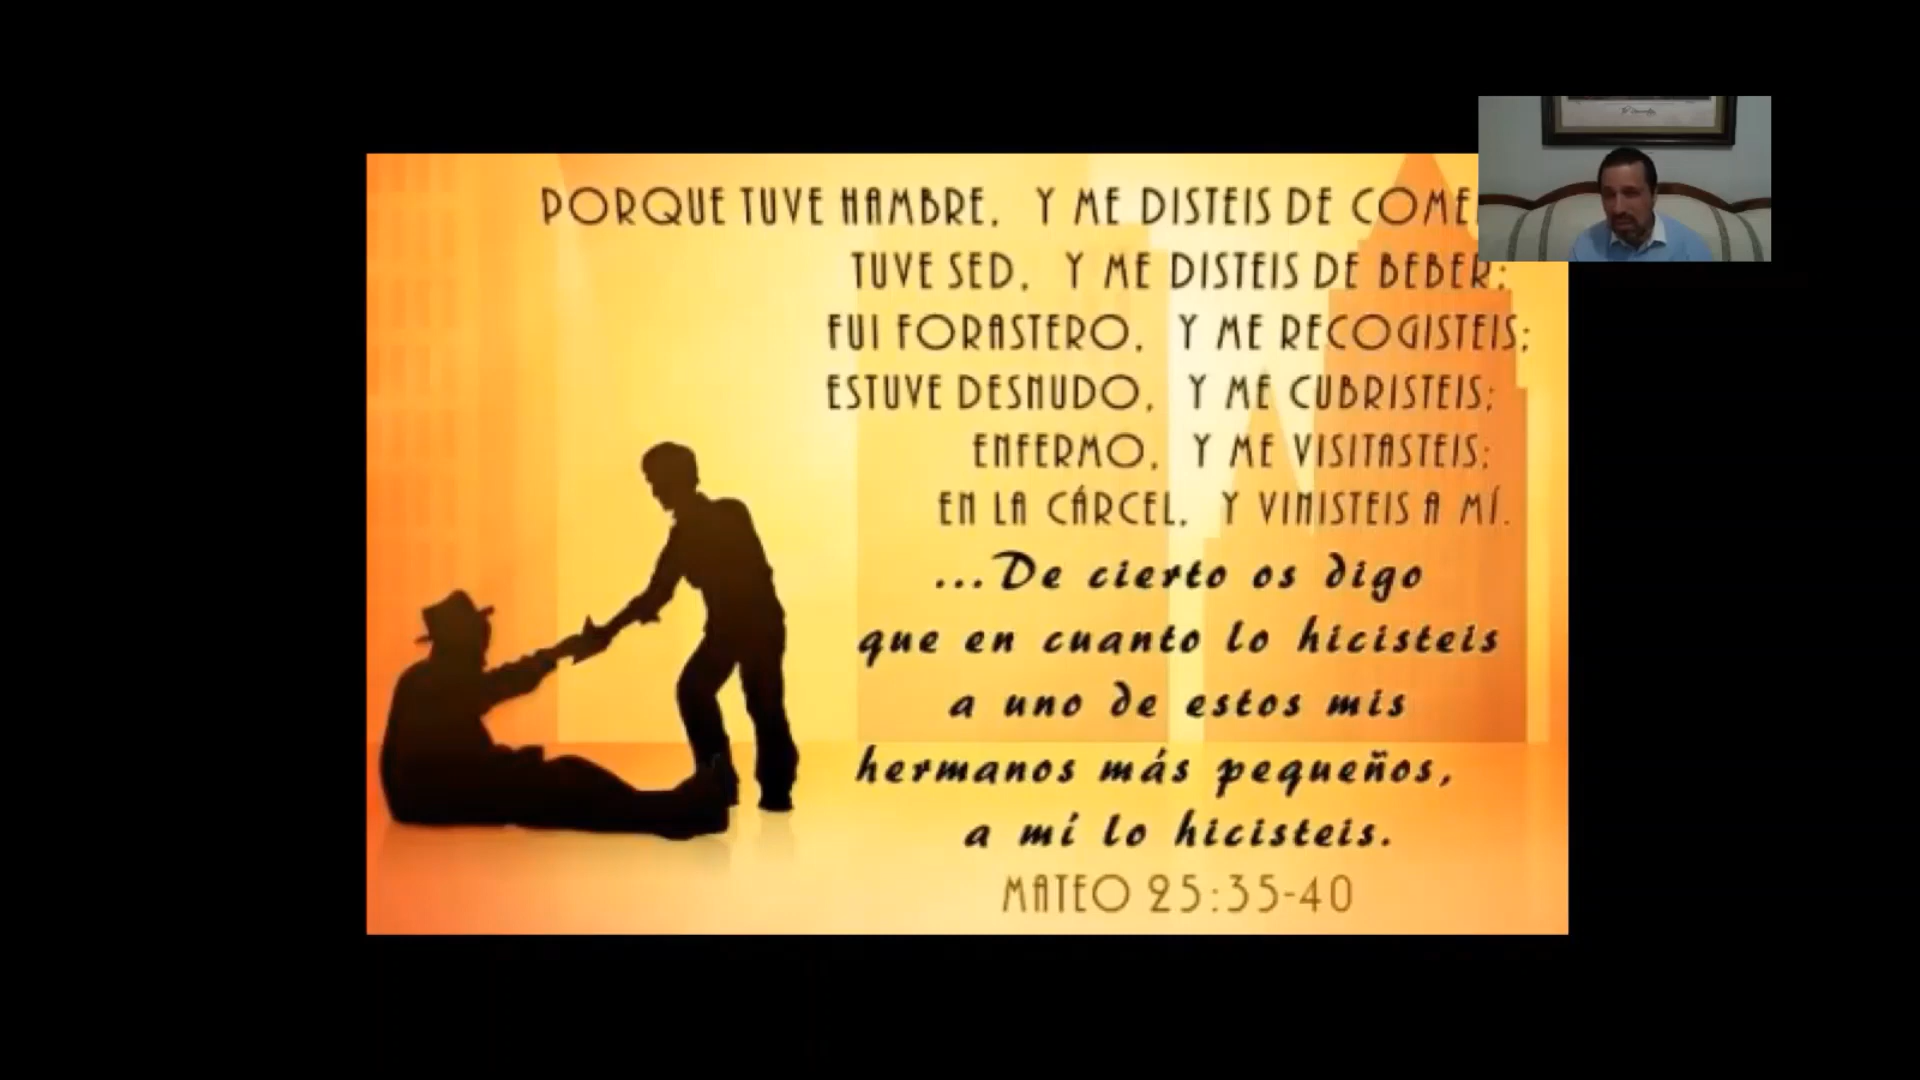 PORQUE TUVE HAMBRE, Y ME DISTEIS DE
TUVE SED, Y ME DISTEIS DE BEBER;
FUI FORASTERO, Y ME RECOGISTEIS;
ESTUVE DESNUDO, Y ME CUBRISTEIS;
ENFERMO, Y ME VISITASTEIS;
EN LA CÁRCEL, Y VINISTEIS A MÍ.
...De cierto os digo
que en cuanto lo hicisteis
a uno de estos mis
hermanos más pequeños,
a mí lo hicisteis.
MATEO 25:35-40